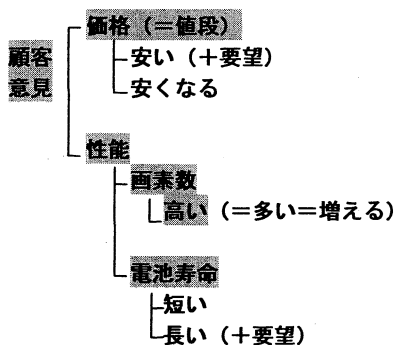 価格（＝値段）
顧客
意見
安い（＋要望）
安くなる
性能
画素数
高い（＝多い＝増える）
電池寿命
短い
長い（＋要望）